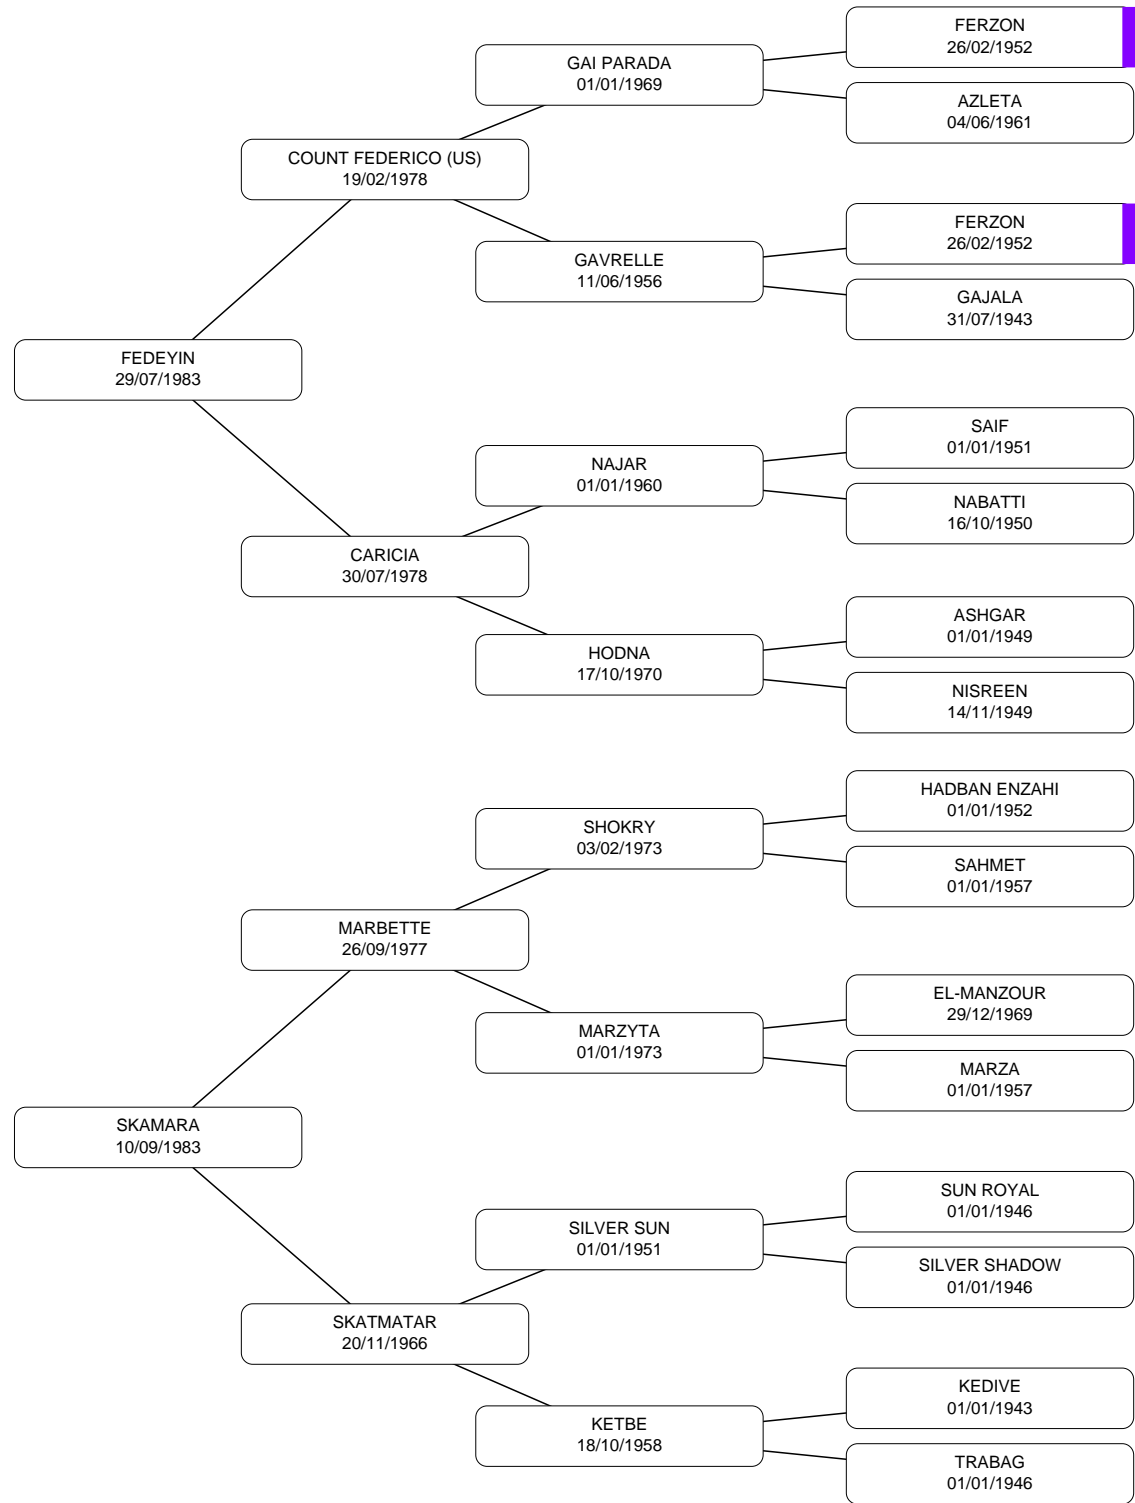 FERZON
26/02/1952
GAI PARADA
01/01/1969
AZLETA
04/06/1961
COUNT FEDERICO (US)
19/02/1978
FERZON
26/02/1952
GAVRELLE
11/06/1956
GAJALA
31/07/1943
FEDEYIN
29/07/1983
SAIF
01/01/1951
NAJAR
01/01/1960
NABATTI
16/10/1950
CARICIA
30/07/1978
ASHGAR
01/01/1949
HODNA
17/10/1970
NISREEN
14/11/1949
HADBAN ENZAHI
01/01/1952
SHOKRY
03/02/1973
SAHMET
01/01/1957
MARBETTE
26/09/1977
EL-MANZOUR
29/12/1969
MARZYTA
01/01/1973
MARZA
01/01/1957
SKAMARA
10/09/1983
SUN ROYAL
01/01/1946
SILVER SUN
01/01/1951
SILVER SHADOW
01/01/1946
SKATMATAR
20/11/1966
KEDIVE
01/01/1943
KETBE
18/10/1958
TRABAG
01/01/1946